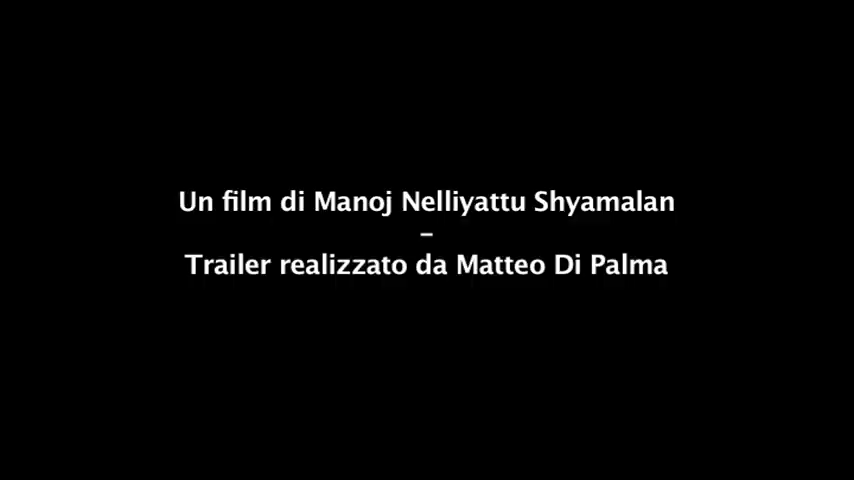 Un film di Manoj Nelliyattu Shyamalan
–
Trailer realizzato da Matteo Di Palma